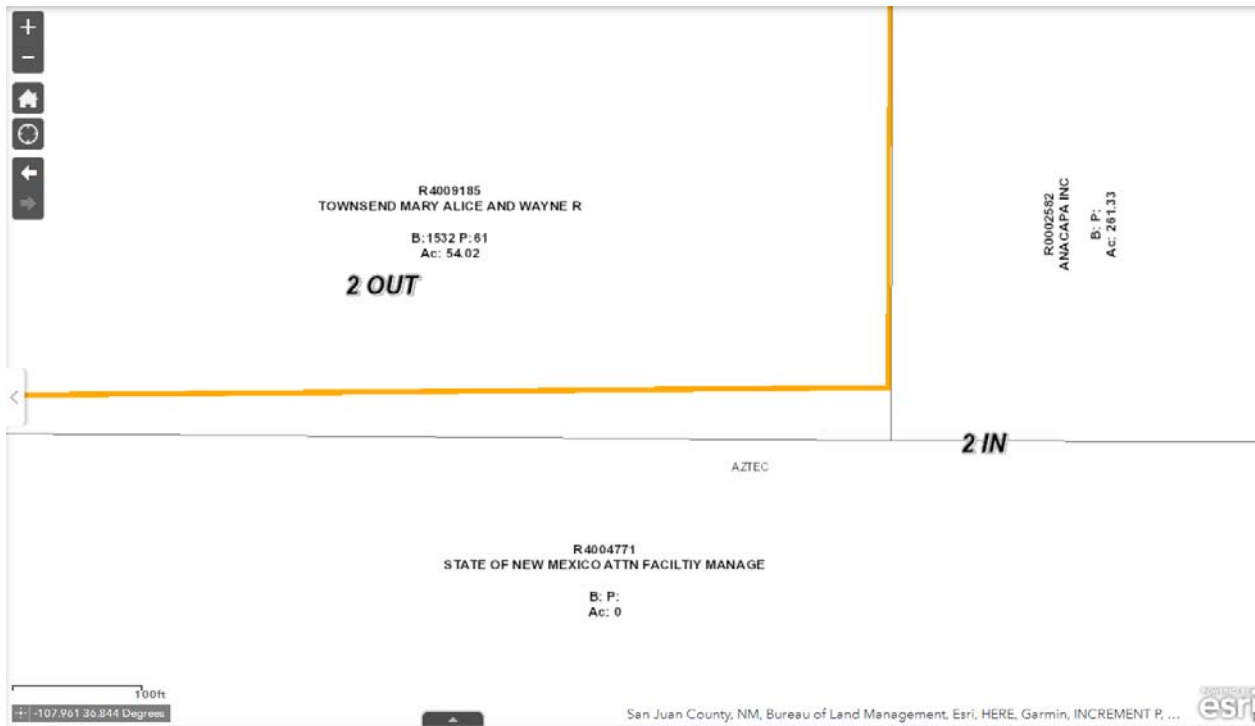 +
−
R4009185
TOWNSEND MARY ALICE AND WAYNE R
B:1532 P:61
Ac: 54.02
2 OUT
R0002582
ANACAPA INC
B: P:
Ac: 261.33
2 IN
AZTEC
R4004771
STATE OF NEW MEXICO ATTN FACILTIY MANAGE
B: P:
Ac: 0
100ft
-107.961 36.844 Degrees
San Juan County, NM, Bureau of Land Management, Esri, HERE, Garmin, INCREMENT P, ...
POWERED BY
esri